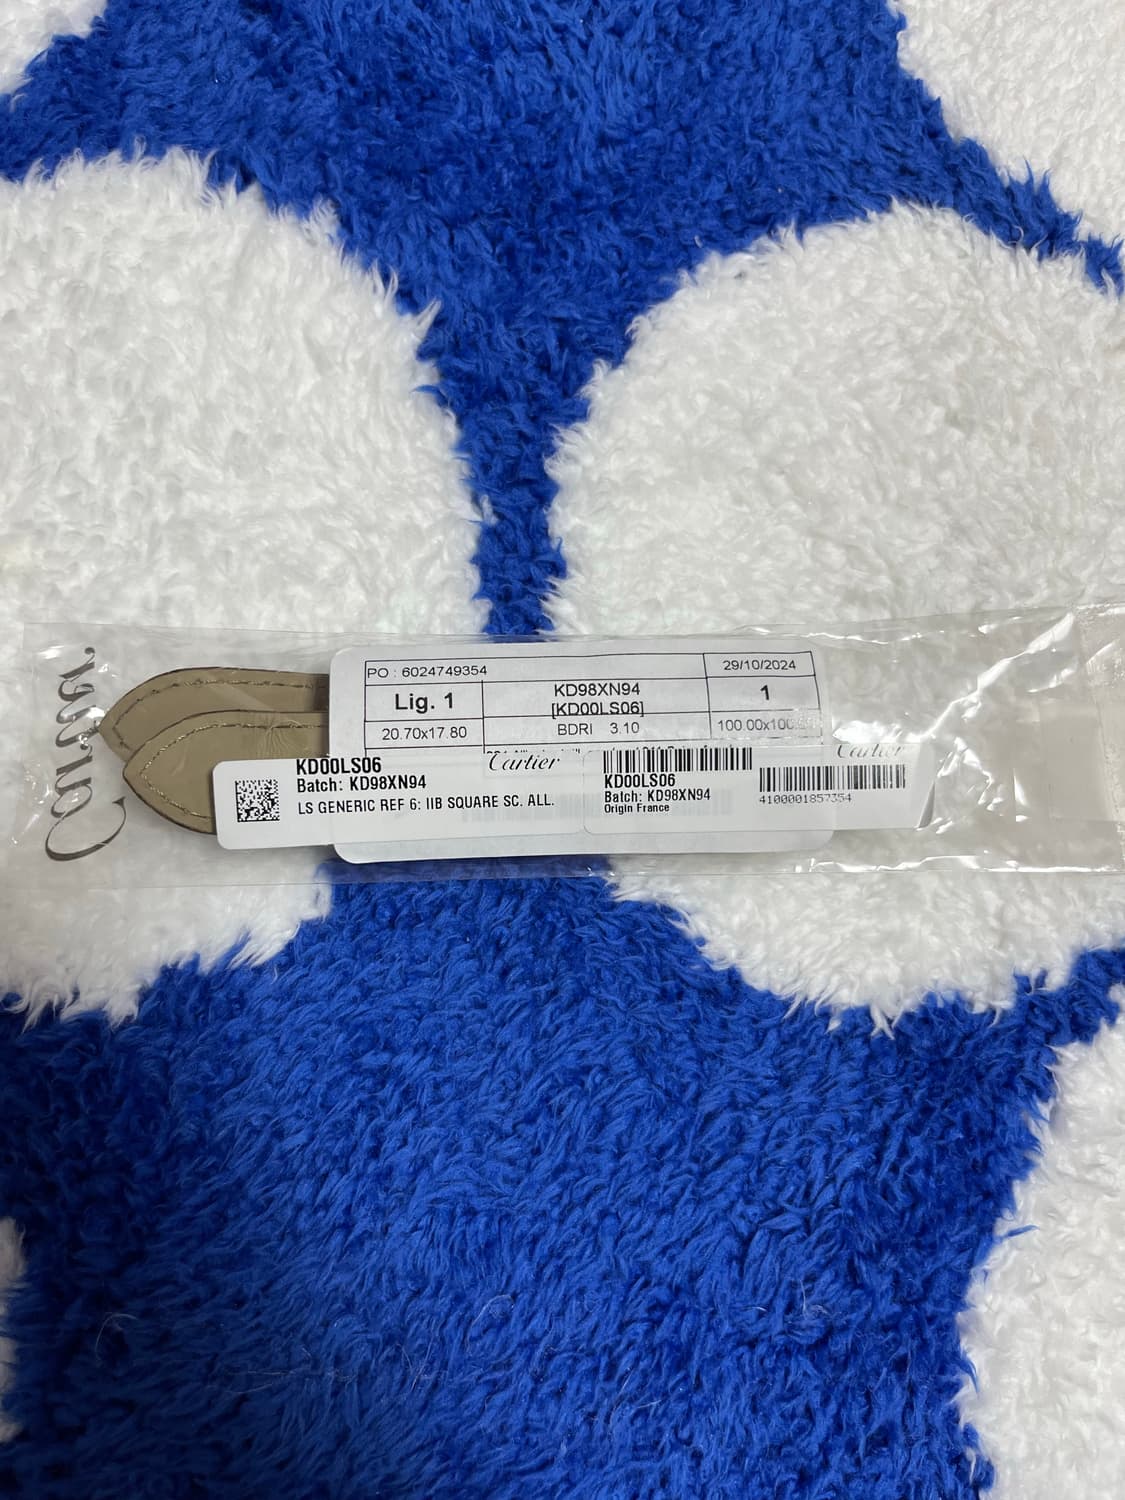 Cartier
PO : 6024749354
29/10/2024
Lig. 1
KD98XN94
[KD00LS06]
1
20.70x17.80
BDRI 3.10
Cartier
Cartier
KD00LS06
Batch: KD98XN94
LS GENERIC REF 6: IIB SQUARE SC. ALL.
KD00LS06
Batch: KD98XN94
Origin France
4100001857354